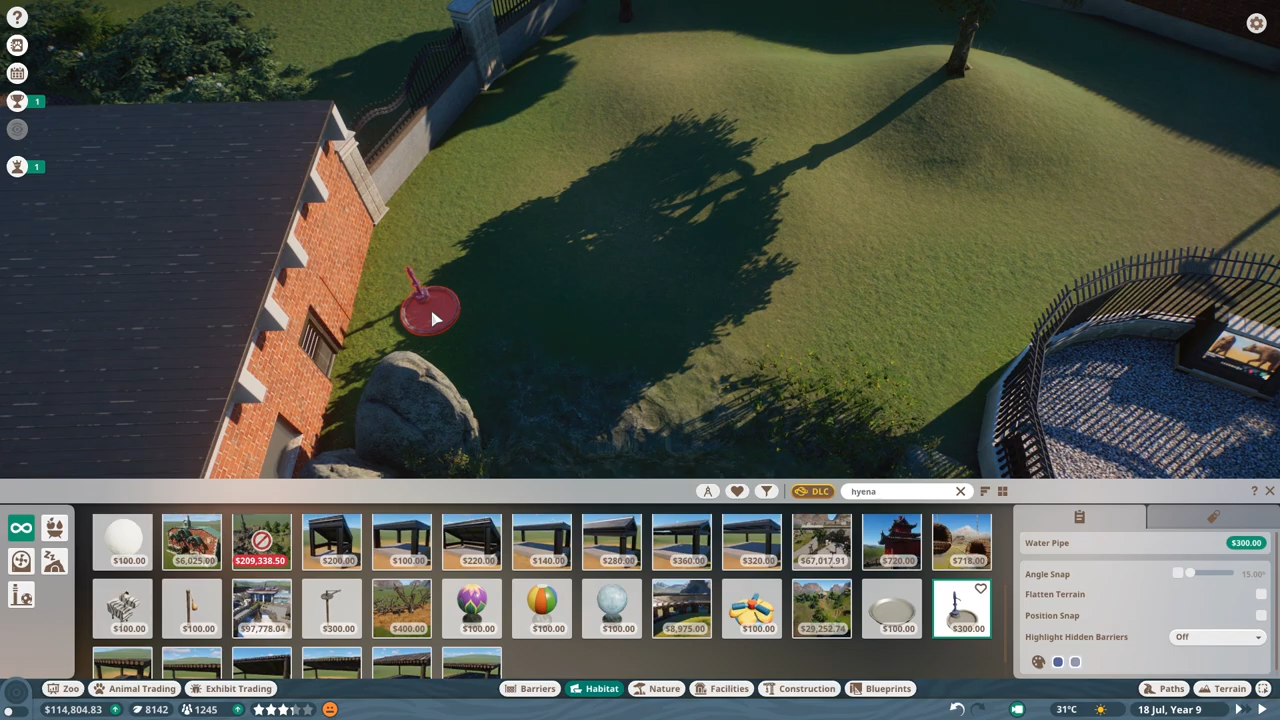 ?
1
1
DLC
hyena
?
$100.00
$6,025.00
$209,338.50
$200.00
$100.00
$220.00
$140.00
$280.00
$360.00
$320.00
$67,017.91
$720.00
$718.00
$100.00
$100.00
$97,778.04
$300.00
$400.00
$100.00
$100.00
$100.00
$8,975.00
$100.00
$29,252.74
$100.00
$300.00
Water Pipe
$300.00
Angle Snap
15.00°
Flatten Terrain
Position Snap
Highlight Hidden Barriers
Off
Zoo
Animal Trading
Exhibit Trading
Barriers
Habitat
Nature
Facilities
Construction
Blueprints
Paths
Terrain
$114,804.83
8142
1245
31°C
18 Jul, Year 9